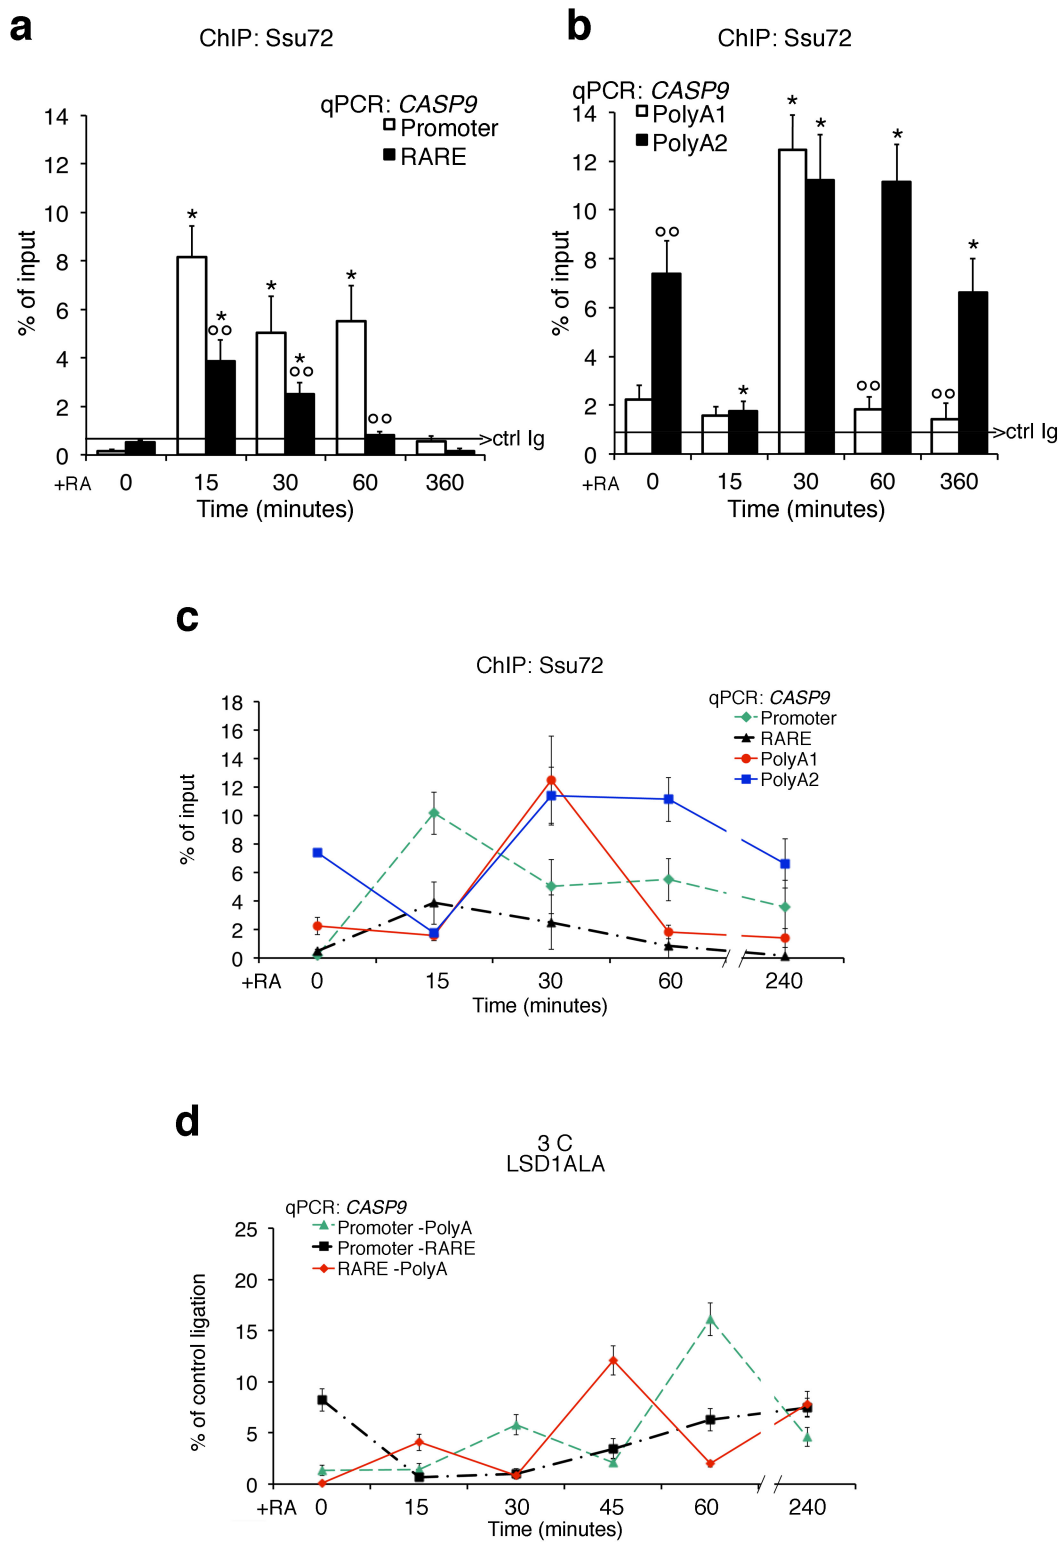 a
ChIP: Ssu72
qPCR: CASP9
Promoter
RARE
% of input
14
12
10
8
6
4
2
0
* * * * *
°° °° °°
>ctrl Ig
+RA 0 15 30 60 360
Time (minutes)
b
ChIP: Ssu72
qPCR: CASP9
PolyA1
PolyA2
% of input
14
12
10
8
6
4
2
0
°° * * * * °° * °°
>ctrl Ig
+RA 0 15 30 60 360
Time (minutes)
c
ChIP: Ssu72
qPCR: CASP9
Promoter
RARE
PolyA1
PolyA2
% of input
18
16
14
12
10
8
6
4
2
0
+RA 0 15 30 60 // 240
Time (minutes)
d
3 C
LSD1ALA
qPCR: CASP9
Promoter -PolyA
Promoter -RARE
RARE -PolyA
% of control ligation
25
20
15
10
5
0
+RA 0 15 30 45 60 // 240
Time (minutes)